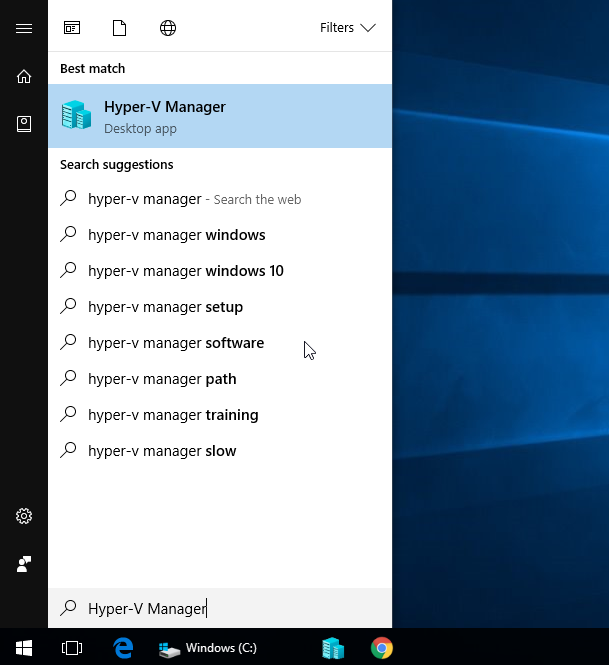 Filters
Best match
Hyper-V Manager
Desktop app
Search suggestions
hyper-v manager - Search the web
hyper-v manager windows
hyper-v manager windows 10
hyper-v manager setup
hyper-v manager software
hyper-v manager path
hyper-v manager training
hyper-v manager slow
Hyper-V Manager
Windows (C:)